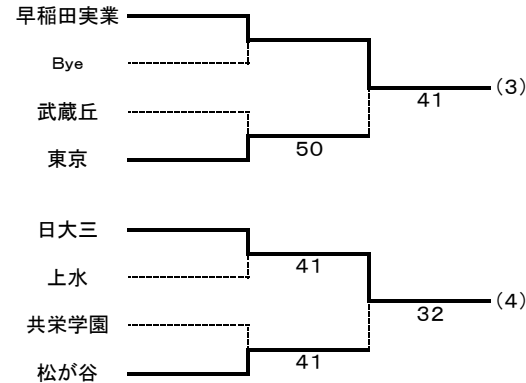 早稲田実業
Bye
武蔵丘
東京
50
41
(3)
日大三
上水
共栄学園
松が谷
41
41
32
(4)